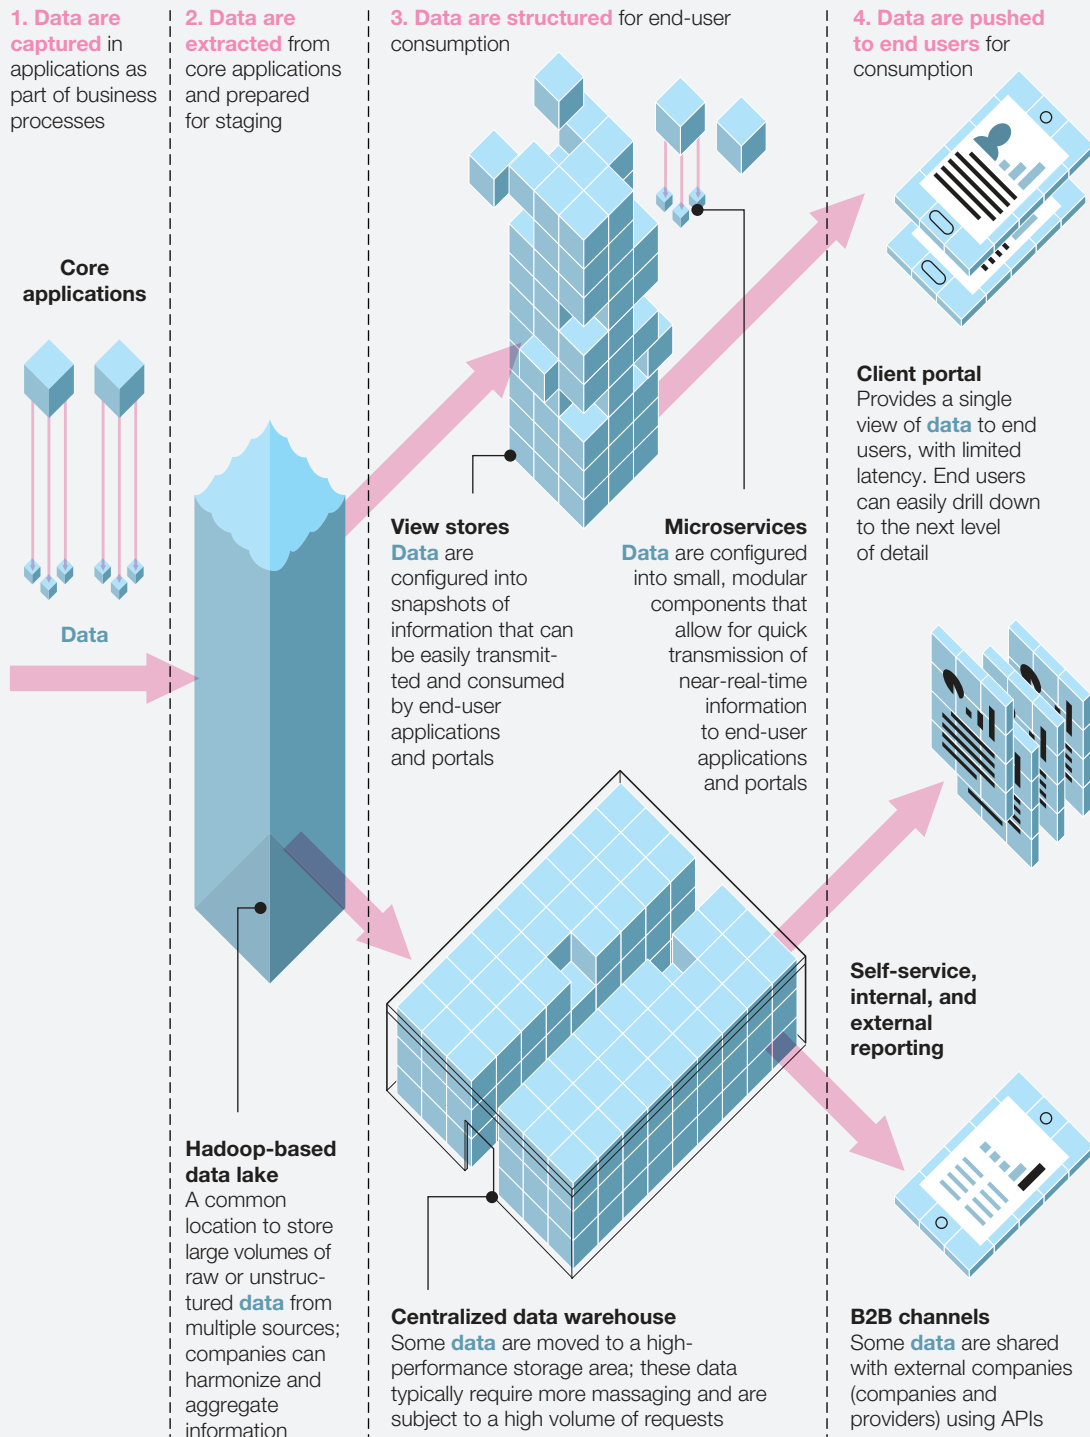 1. Data are
captured in
applications as
part of business
processes
2. Data are
extracted from
core applications
and prepared
for staging
3. Data are structured for end-user
consumption
4. Data are pushed
to end users for
consumption
Core
applications
Data
Client portal
Provides a single
view of data to end
users, with limited
latency. End users
can easily drill down
to the next level
of detail
View stores
Data are
configured into
snapshots of
information that can
be easily transmit-
ted and consumed
by end-user
applications
and portals
Microservices
Data are configured
into small, modular
components that
allow for quick
transmission of
near-real-time
information
to end-user
applications
and portals
Self-service,
internal, and
external
reporting
Hadoop-based
data lake
A common
location to store
large volumes of
raw or unstruc-
tured data from
multiple sources;
companies can
harmonize and
aggregate
information
Centralized data warehouse
Some data are moved to a high-
performance storage area; these data
typically require more massaging and are
subject to a high volume of requests
B2B channels
Some data are shared
with external companies
(companies and
providers) using APIs